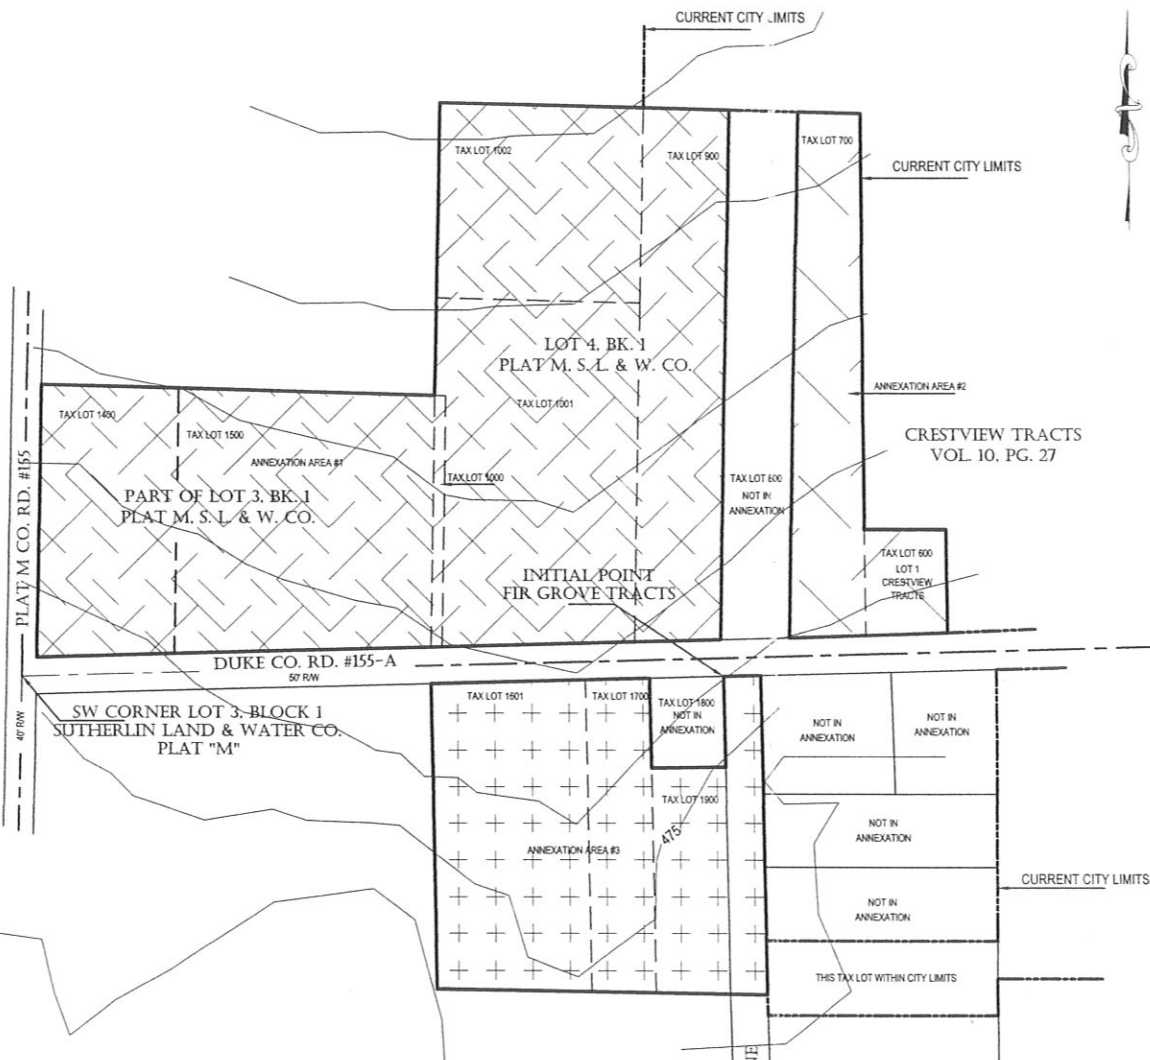 CURRENT CITY LIMITS
TAX LOT 1002
TAX LOT 900
TAX LOT 700
CURRENT CITY LIMITS
LOT 4, BK. 1
PLAT M, S. L. & W. CO.
TAX LOT 1001
ANNEXATION AREA #2
CRESTVIEW TRACTS
VOL. 10, PG. 27
TAX LOT 1400
TAX LOT 1500
ANNEXATION AREA #1
TAX LOT 1000
PART OF LOT 3, BK. 1
PLAT M, S. L. & W. CO.
TAX LOT 800
NOT IN
ANNEXATION
PLAT M CO. RD. #155
40' R/W
TAX LOT 600
LOT 1
CRESTVIEW
TRACTS
INITIAL POINT
FIR GROVE TRACTS
DUKE CO. RD. #155-A
50' R/W
SW CORNER LOT 3, BLOCK 1
SUTHERLIN LAND & WATER CO.
PLAT "M"
TAX LOT 1601
TAX LOT 1700
TAX LOT 1800
NOT IN
ANNEXATION
NOT IN
ANNEXATION
NOT IN
ANNEXATION
TAX LOT 1900
475
ANNEXATION AREA #3
NOT IN
ANNEXATION
NOT IN
ANNEXATION
CURRENT CITY LIMITS
THIS TAX LOT WITHIN CITY LIMITS